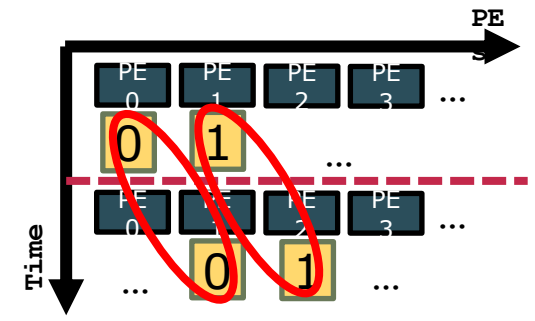 PE
S
PE PE PE PE
0 1 2 3 ...
0 1 ...
PE PE PE
0 2 3 ...
... 0 1 ...
Time